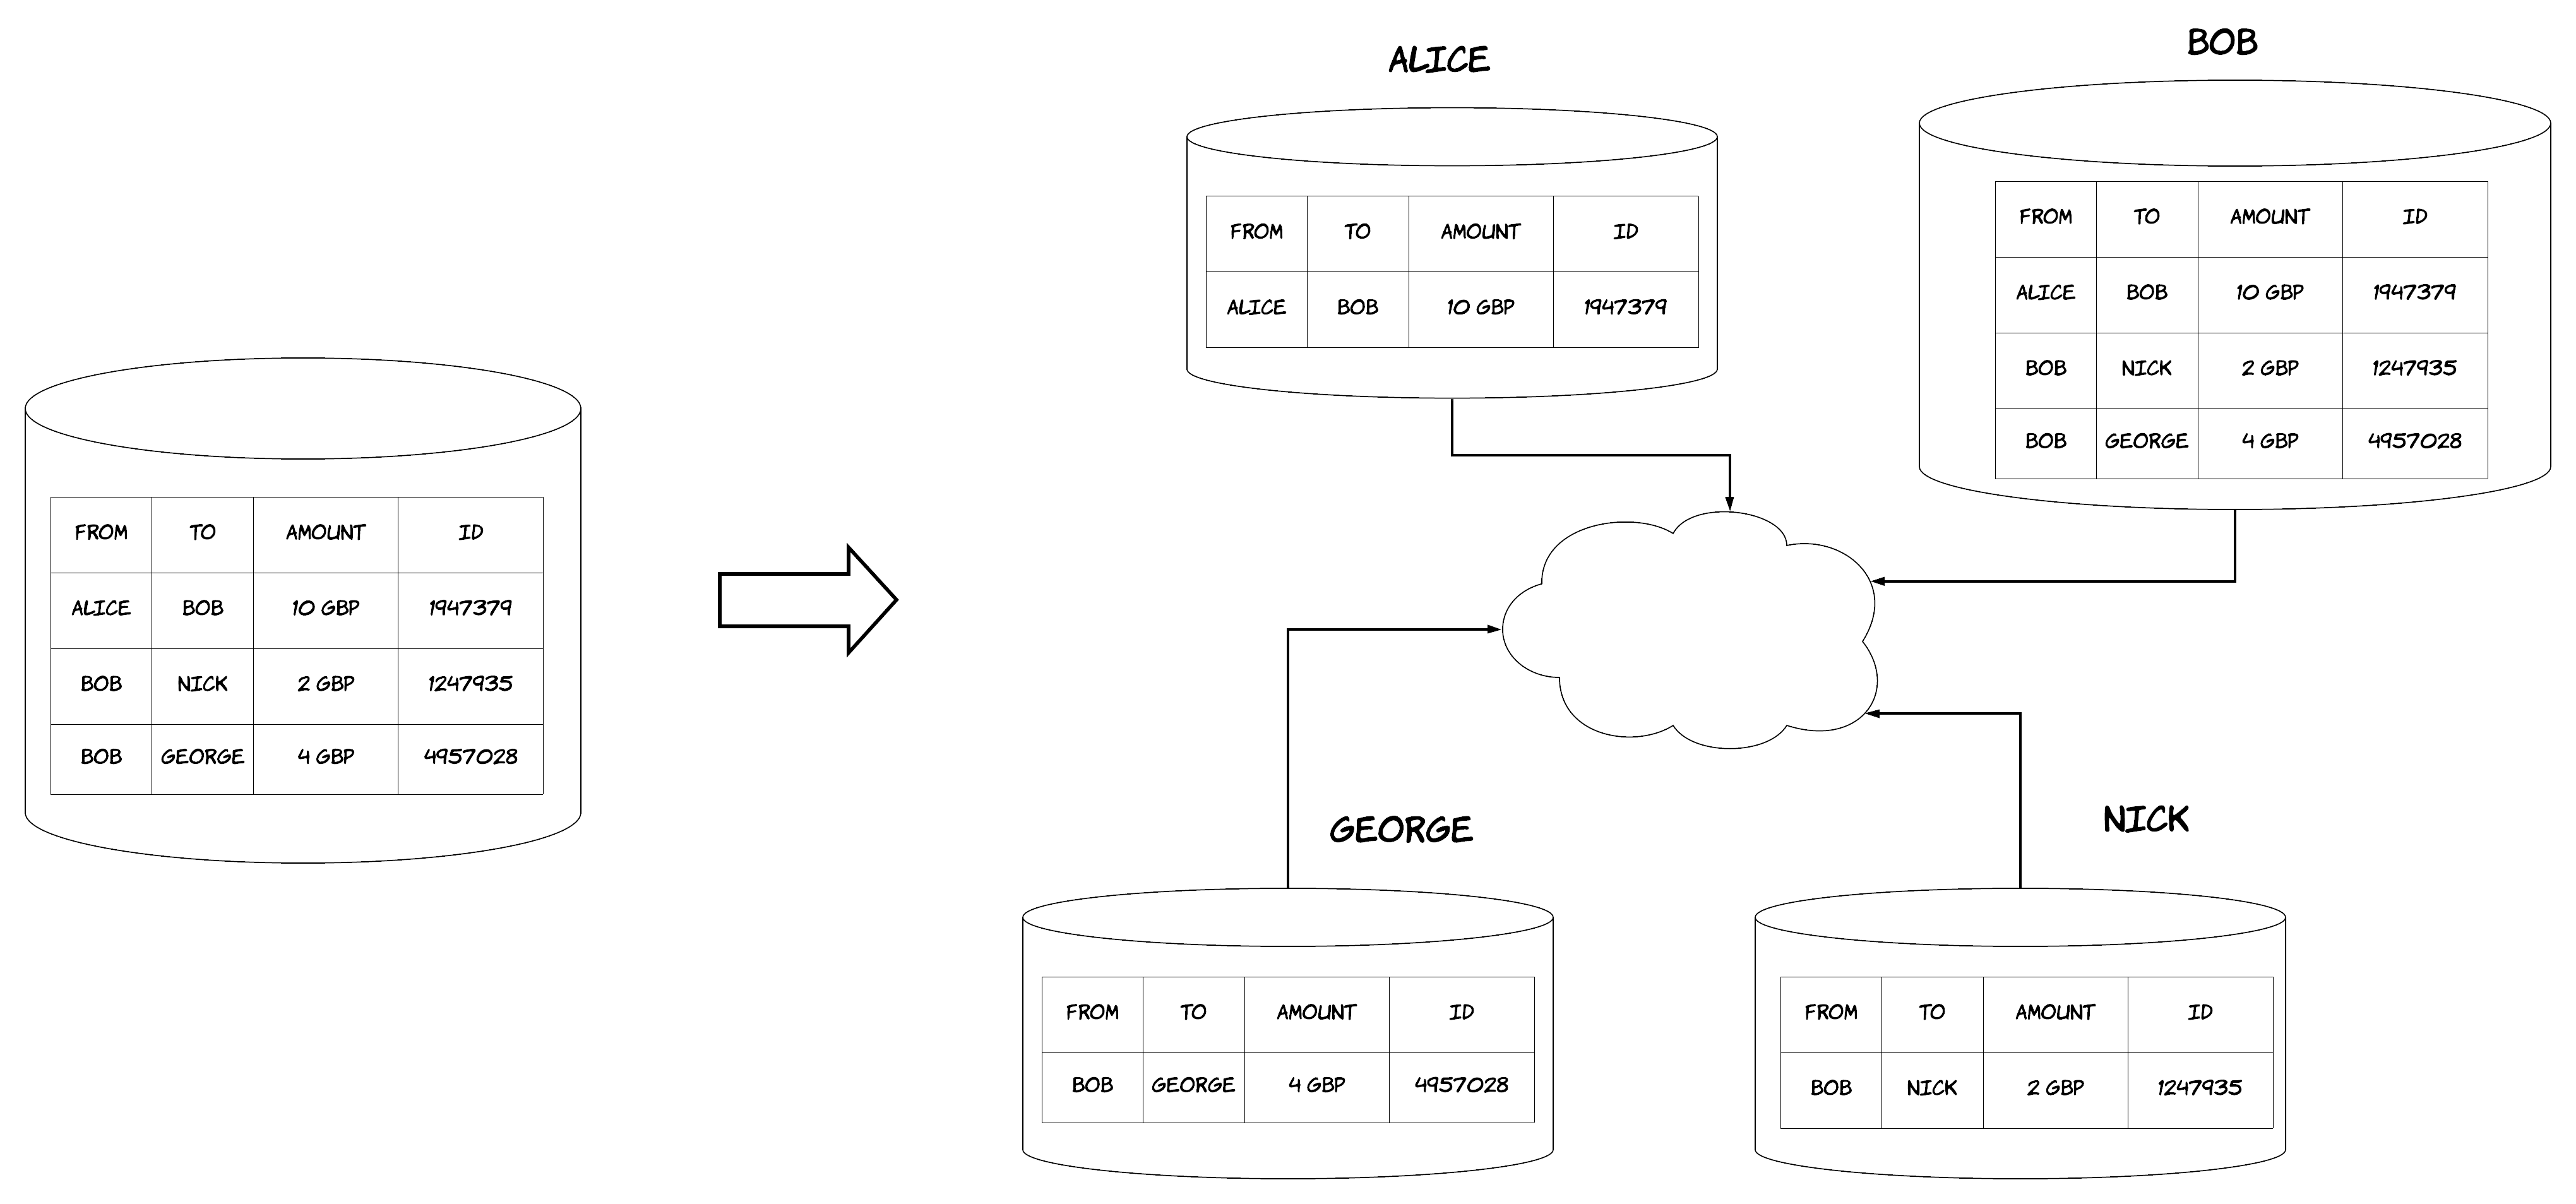 ALICE
BOB
FROM TO AMOUNT ID
ALICE BOB 10 GBP 1947379
FROM TO AMOUNT ID
ALICE BOB 10 GBP 1947379
BOB NICK 2 GBP 1247935
BOB GEORGE 4 GBP 4957028
FROM TO AMOUNT ID
ALICE BOB 10 GBP 1947379
BOB NICK 2 GBP 1247935
BOB GEORGE 4 GBP 4957028
GEORGE
NICK
FROM TO AMOUNT ID
BOB GEORGE 4 GBP 4957028
FROM TO AMOUNT ID
BOB NICK 2 GBP 1247935